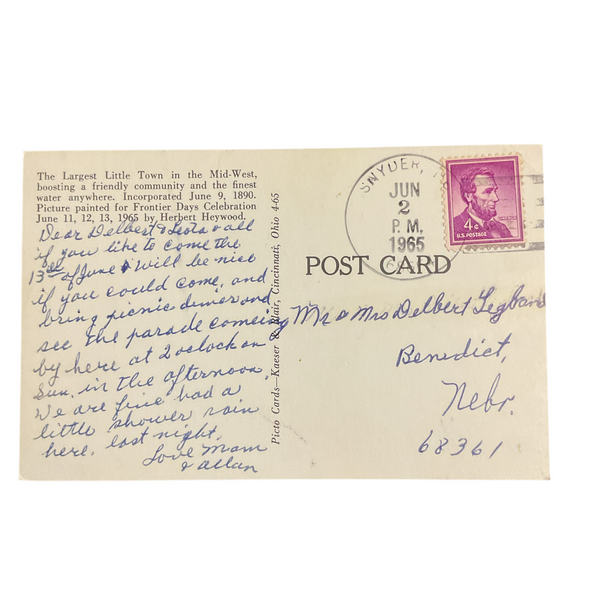 The Largest Little Town in the Mid-West,
boosting a friendly community and the finest
water anywhere. Incorporated June 9, 1890.
Picture painted for Frontier Days Celebration
June 11, 12, 13, 1965 by Herbert Heywood.
Dear Delbert & Leota & all
if you like to come the
13th of June & will be nice
if you could come, and
bring picnic dinner and
see the parade comeing
by here at 2 oclock on
Sun. in the afternoon.
We are fine had a
little shower rain
here. last night.
Love Mom
& Allan
Picto Cards—Kaeser & Blair, Cincinnati, Ohio 4-65
SNYDER,
JUN
2
P. M.
1965
4¢
U.S. POSTAGE
POST CARD
Mr & Mrs Delbert Legband
Benedict,
Nebr.
68361